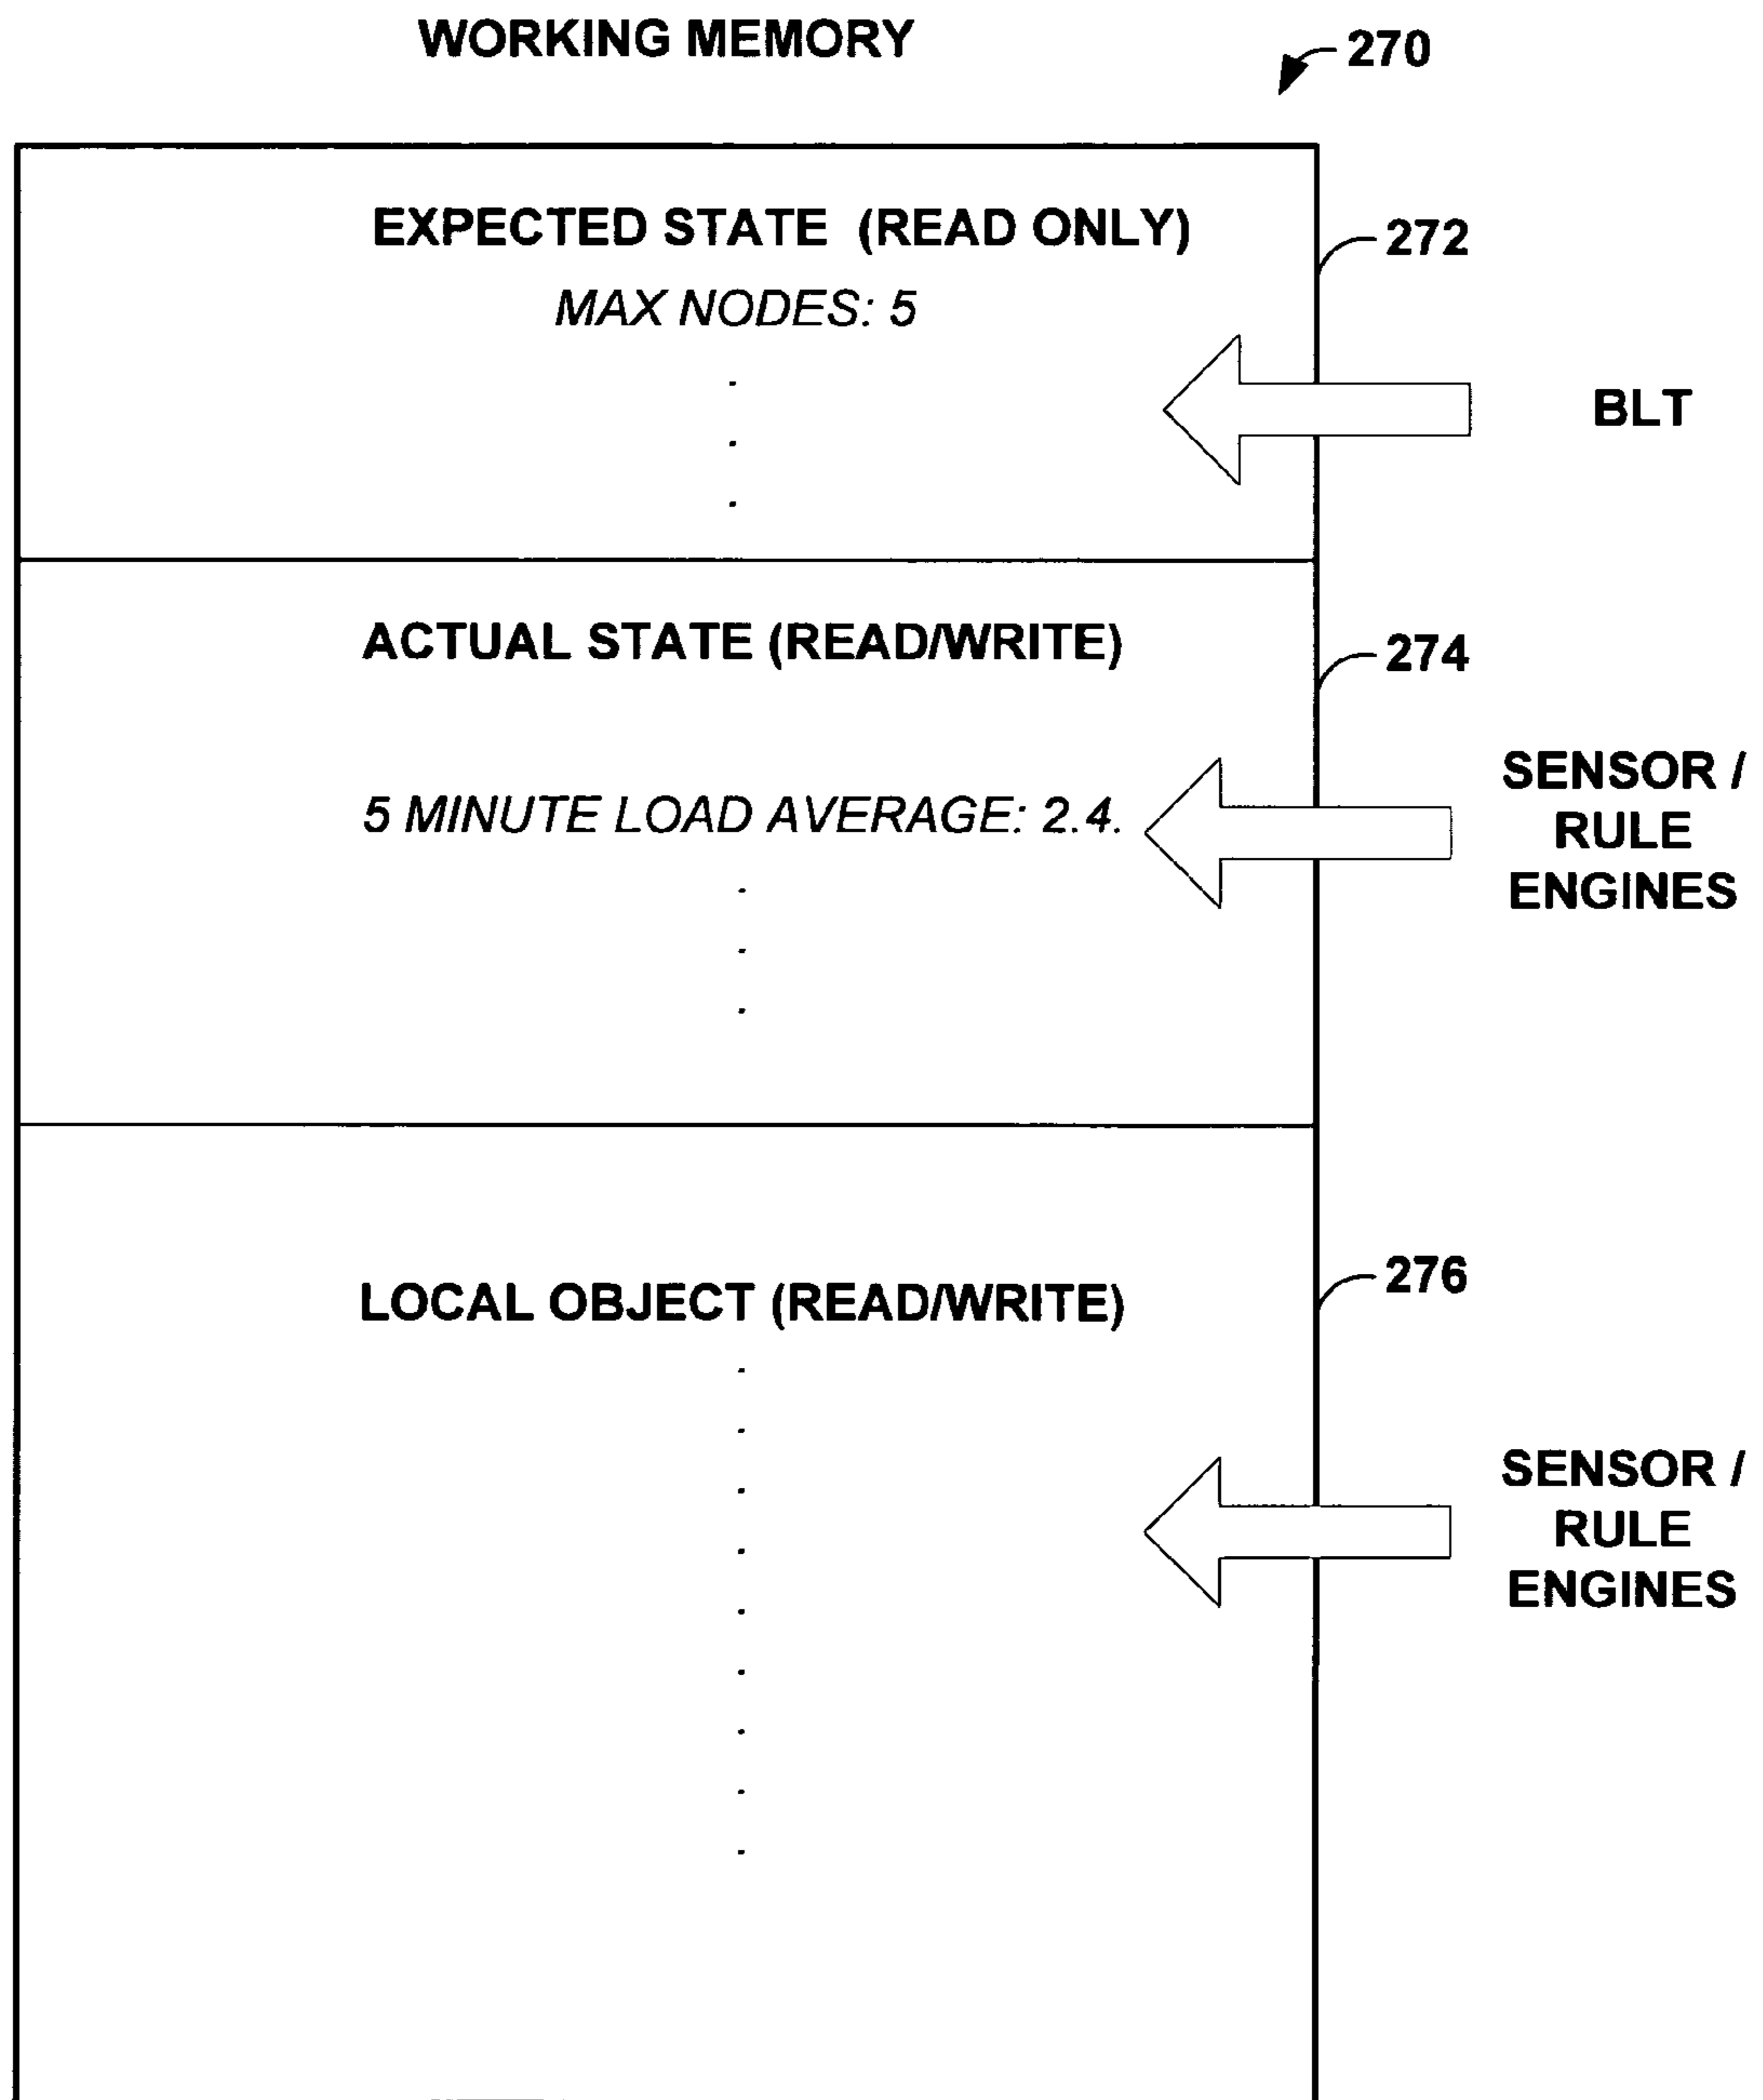 WORKING MEMORY
270
EXPECTED STATE (READ ONLY)
272
MAX NODES: 5
BLT
ACTUAL STATE (READ/WRITE)
274
5 MINUTE LOAD AVERAGE: 2.4.
SENSOR /
RULE
ENGINES
LOCAL OBJECT (READ/WRITE)
276
SENSOR /
RULE
ENGINES